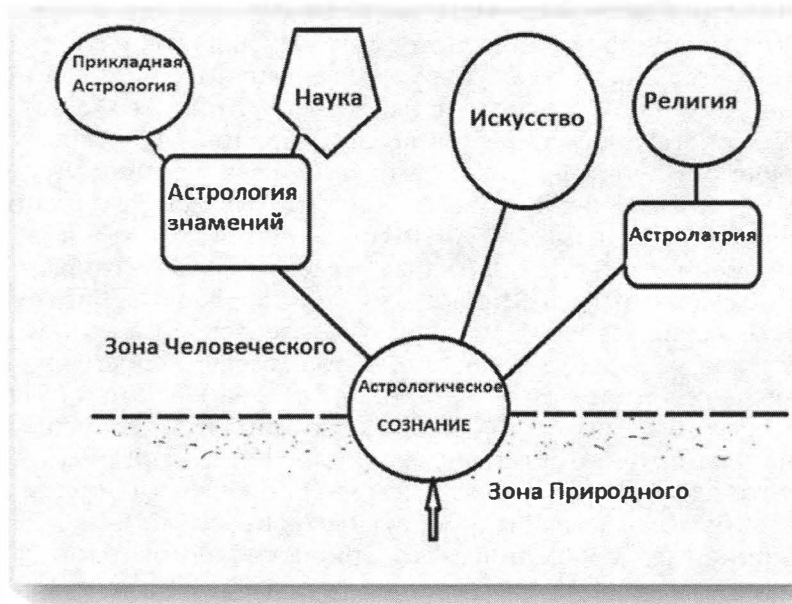 Прикладная
Астрология
Наука
Искусство
Религия
Астрология
знамений
Астролатрия
Зона Человеческого
Астрологическое
СОЗНАНИЕ
Зона Природного